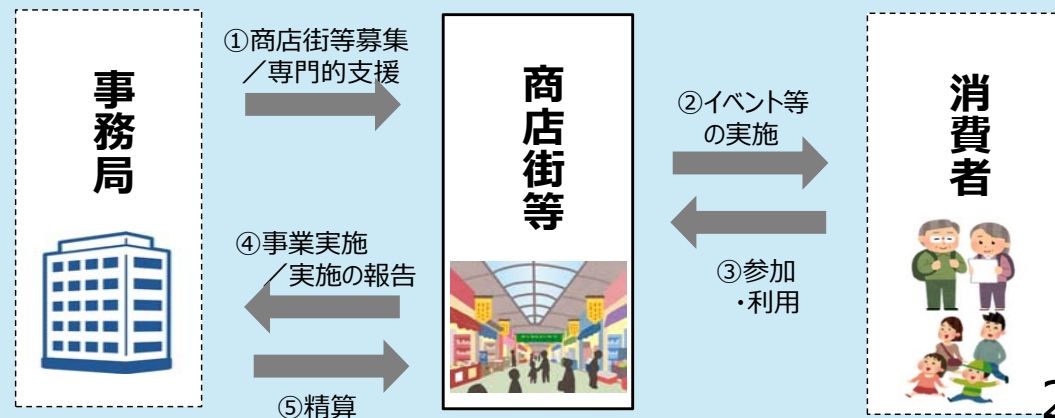 事務局
①商店街等募集
／専門的支援
④事業実施
／実施の報告
⑤精算
商店街等
②イベント等
の実施
③参加
・利用
消費者
2